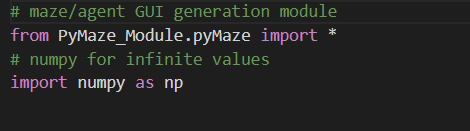 # maze/agent GUI generation module
from PyMaze_Module.pyMaze import *
# numpy for infinite values
import numpy as np